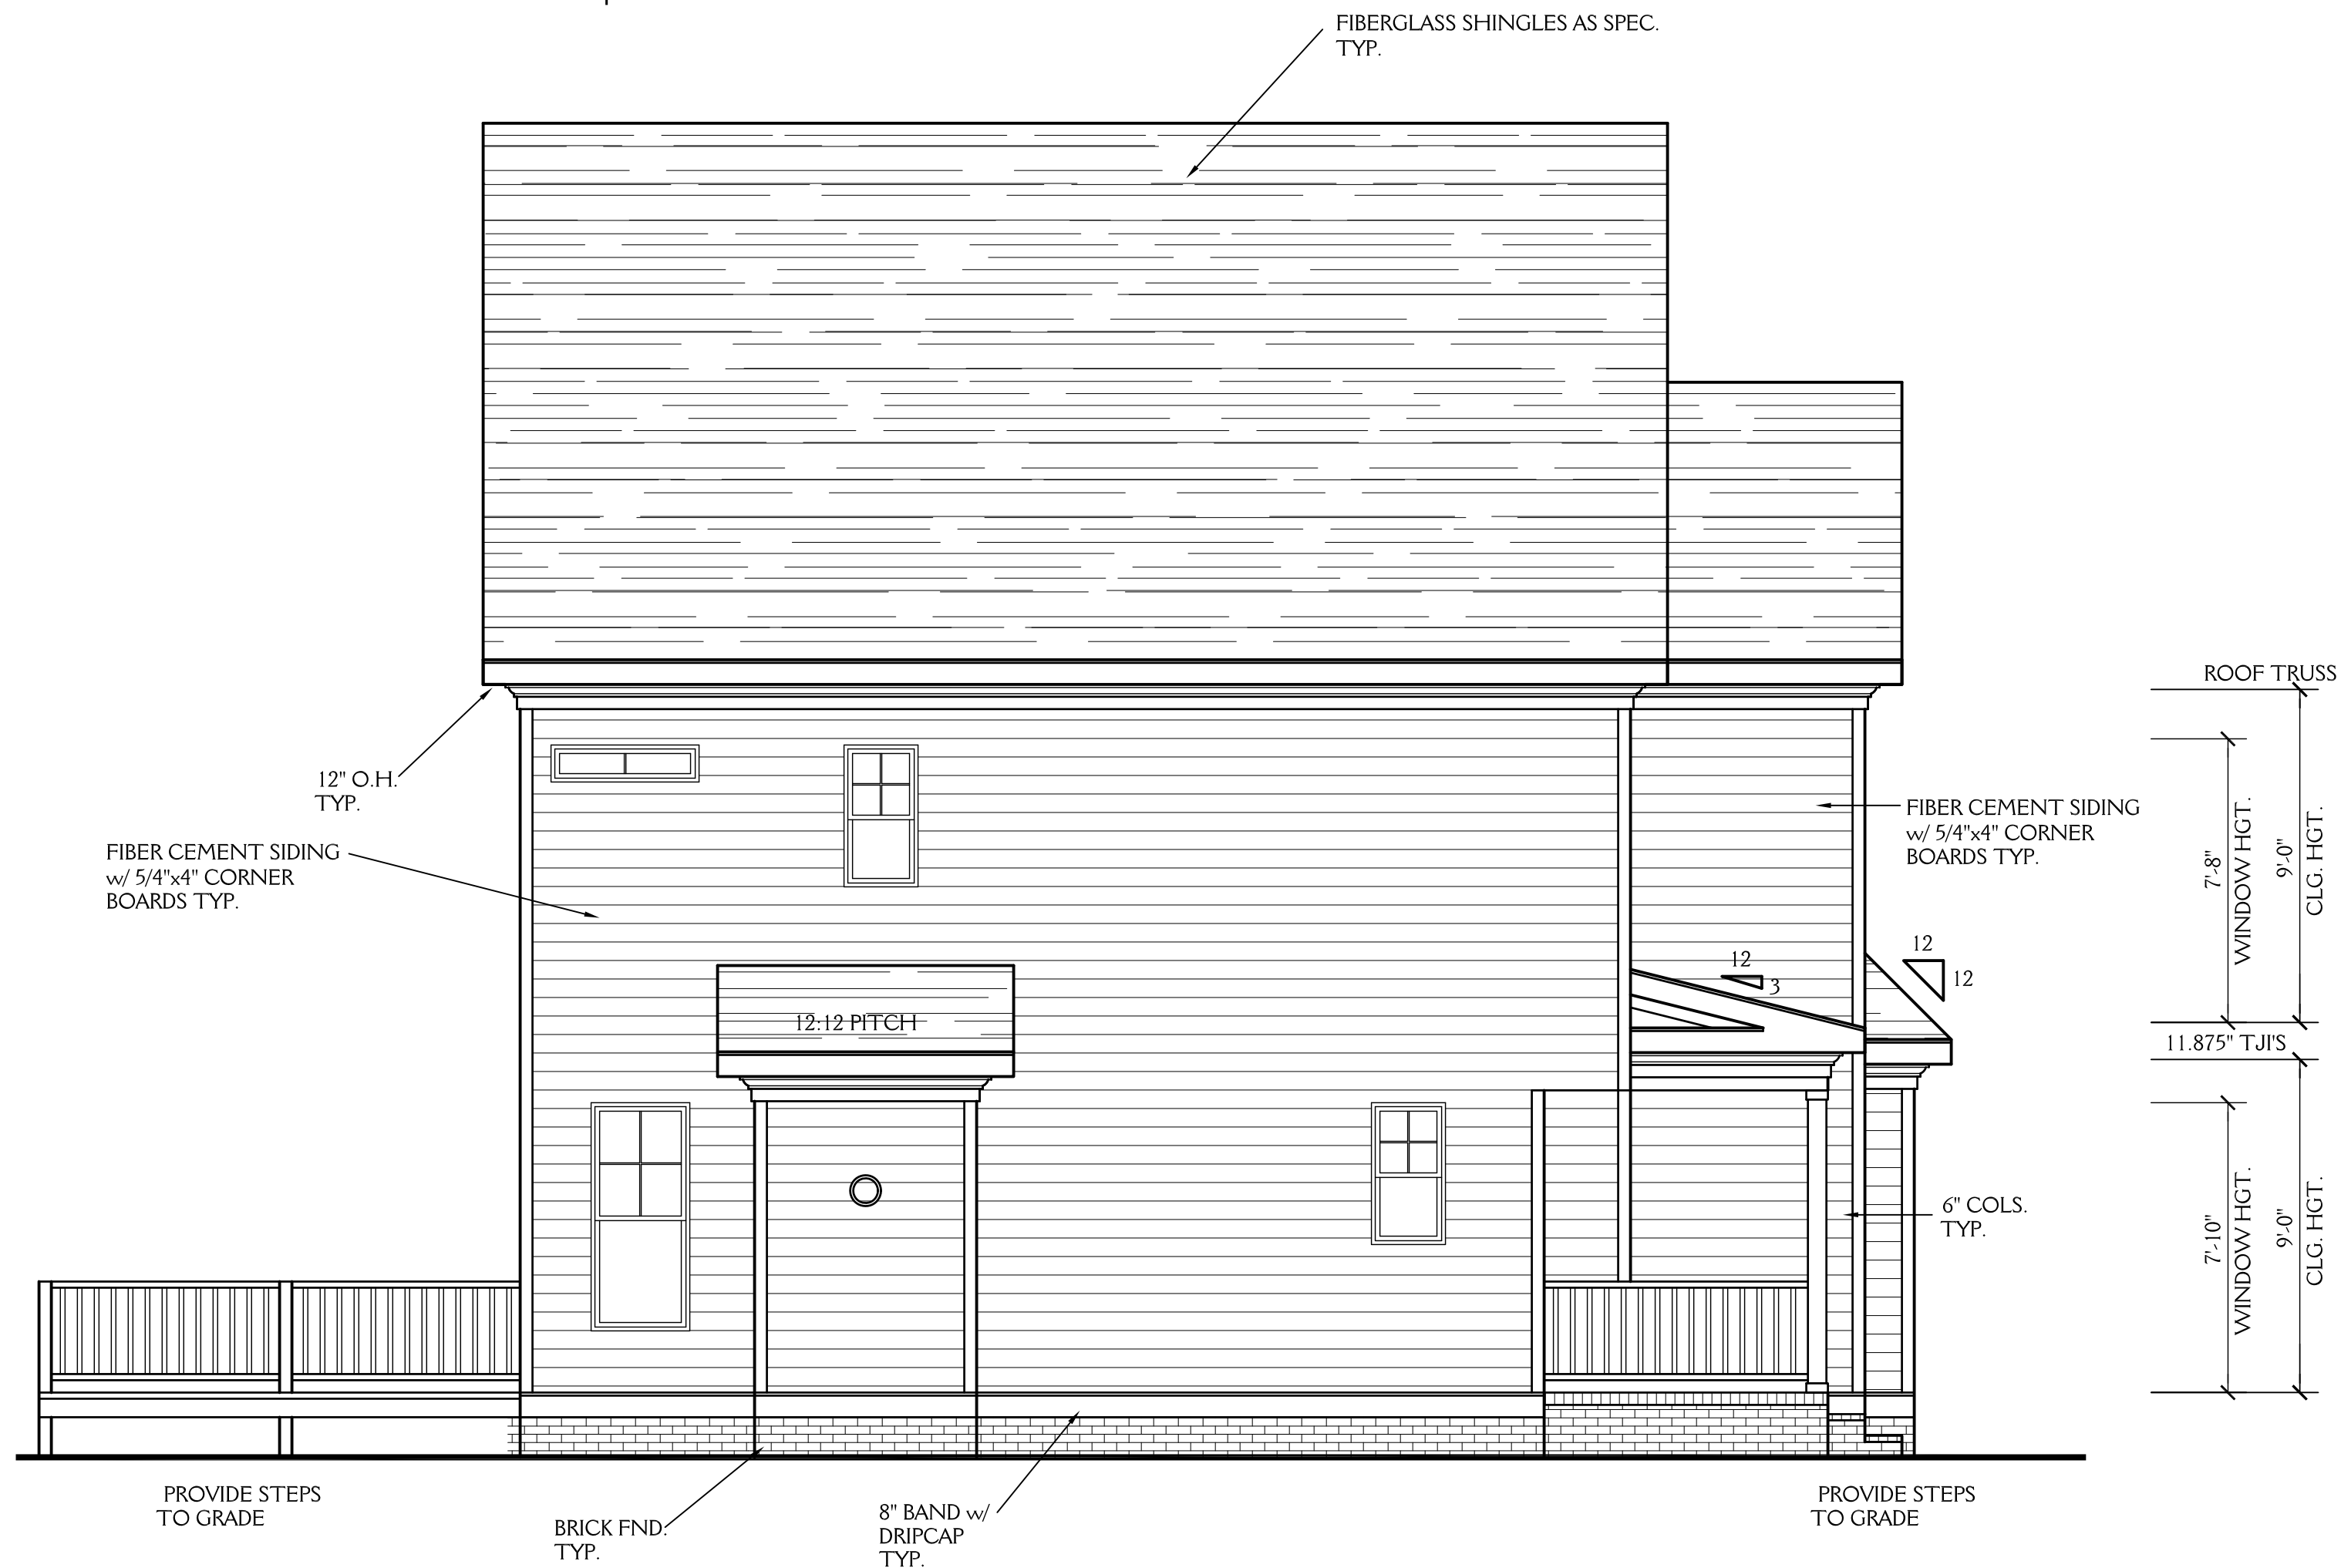 FIBERGLASS SHINGLES AS SPEC.
TYP.
ROOF TRUSS
12" O.H.
TYP.
FIBER CEMENT SIDING
w/ 5/4"x4" CORNER
BOARDS TYP.
FIBER CEMENT SIDING
w/ 5/4"x4" CORNER
BOARDS TYP.
7'-8"
WINDOW HGT.
9'-0"
CLG. HGT.
12
3
12
12
12:12 PITCH
11.875" TJI'S
6" COLS.
TYP.
7'-10"
WINDOW HGT.
9'-0"
CLG. HGT.
PROVIDE STEPS
TO GRADE
BRICK FND.
TYP.
8" BAND w/
DRIPCAP
TYP.
PROVIDE STEPS
TO GRADE